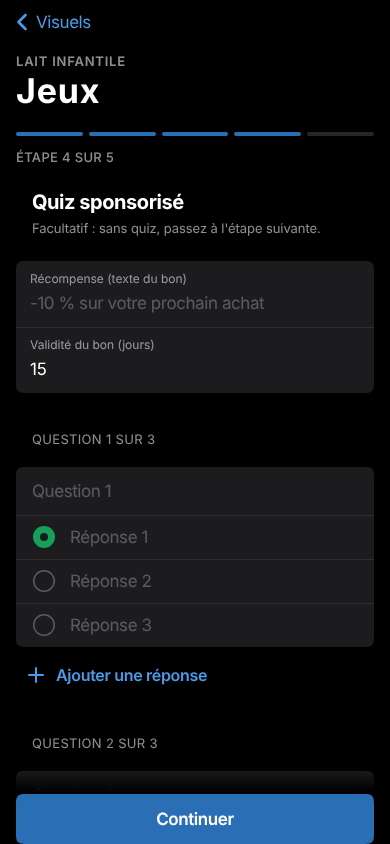 Visuels
LAIT INFANTILE
Jeux
ÉTAPE 4 SUR 5
Quiz sponsorisé
Facultatif : sans quiz, passez à l'étape suivante.
Récompense (texte du bon)
-10 % sur votre prochain achat
Validité du bon (jours)
15
QUESTION 1 SUR 3
Question 1
Réponse 1
Réponse 2
Réponse 3
Ajouter une réponse
QUESTION 2 SUR 3
Continuer